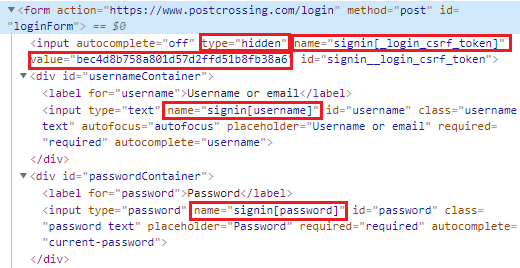 ▼<form action="https://www.postcrossing.com/login" method="post" id=
"loginForm"> == $0
<input autocomplete="off" type="hidden" name="signin[_login_csrf_token]"
value="bec4d8b758a801d57d2ffd51b8fb38a6" id="signin__login_csrf_token">
▼<div id="usernameContainer">
<label for="username">Username or email</label>
<input type="text" name="signin[username]" id="username" class="username
text" autofocus="autofocus" placeholder="Username or email" required=
"required" autocomplete="username">
</div>
▼<div id="passwordContainer">
<label for="password">Password</label>
<input type="password" name="signin[password]" id="password" class=
"password text" placeholder="Password" required="required" autocomplete=
"current-password">
</div>